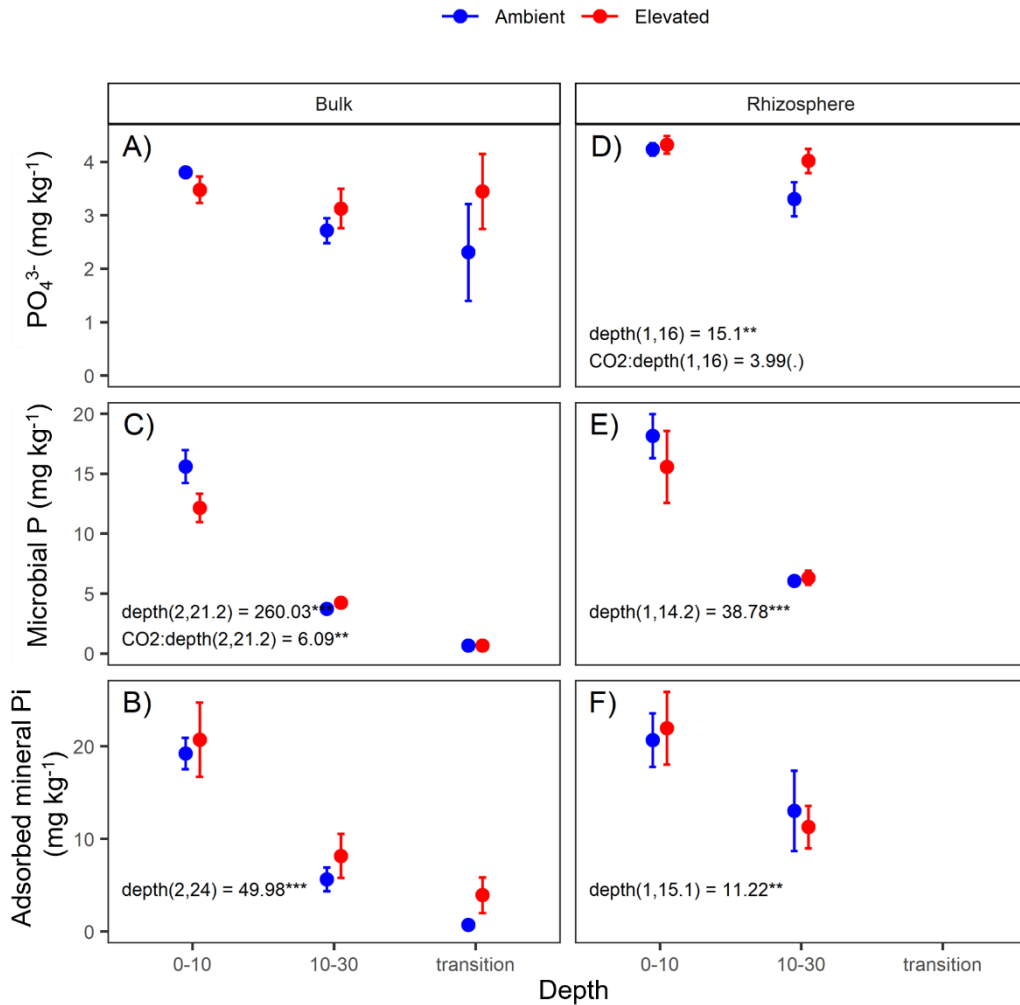 Ambient Elevated
Bulk Rhizosphere
PO₄³⁻ (mg kg⁻¹)
A)
D)
4
3
2
1
0
depth(1,16) = 15.1**
CO2:depth(1,16) = 3.99(.)
Microbial P (mg kg⁻¹)
C)
E)
20
15
10
5
0
depth(2,21.2) = 260.03***
CO2:depth(2,21.2) = 6.09**
depth(1,14.2) = 38.78***
Adsorbed mineral Pi
(mg kg⁻¹)
B)
F)
20
10
0
depth(2,24) = 49.98***
depth(1,15.1) = 11.22**
0-10 10-30 transition 0-10 10-30 transition
Depth